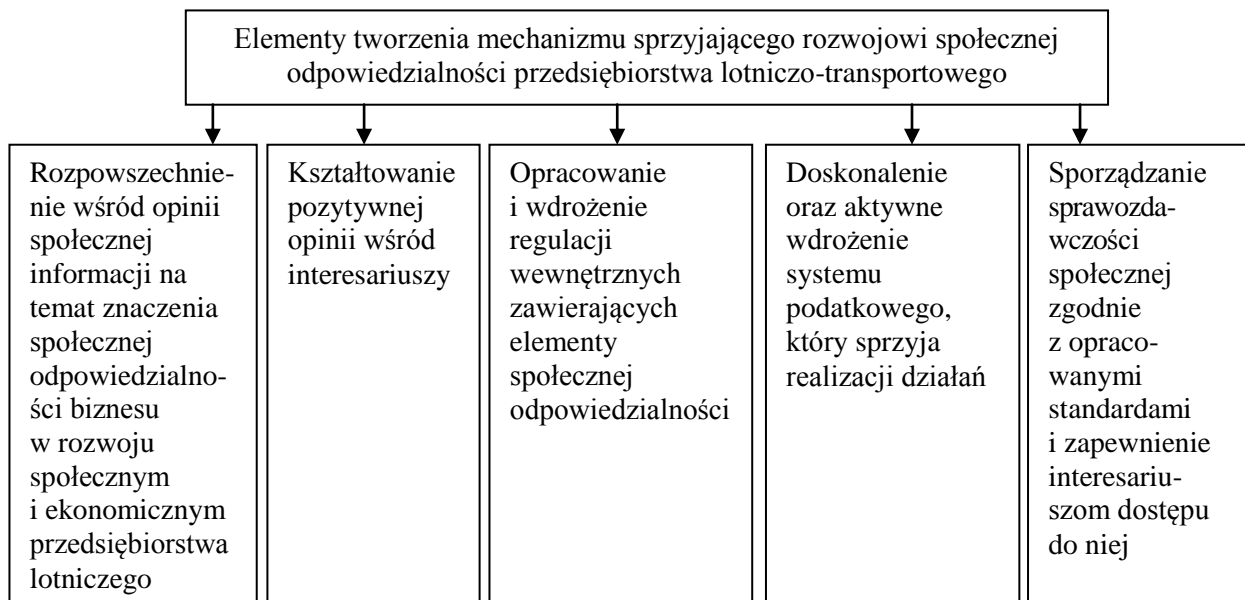 Elementy tworzenia mechanizmu sprzyjającego rozwojowi społecznej
odpowiedzialności przedsiębiorstwa lotniczo-transportowego
Rozpowszechnie-
nie wśród opinii
społecznej
informacji na
temat znaczenia
społecznej
odpowiedzialno-
ści biznesu
w rozwoju
społecznym
i ekonomicznym
przedsiębiorstwa
lotniczego
Kształtowanie
pozytywnej
opinii wśród
interesariuszy
Opracowanie
i wdrożenie
regulacji
wewnętrznych
zawierających
elementy
społecznej
odpowiedzialności
Doskonalenie
oraz aktywne
wdrożenie
systemu
podatkowego,
który sprzyja
realizacji działań
Sporządzanie
sprawozda-
wczości
społecznej
zgodnie
z opraco-
wanymi
standardami
i zapewnienie
interesariu-
szom dostępu
do niej